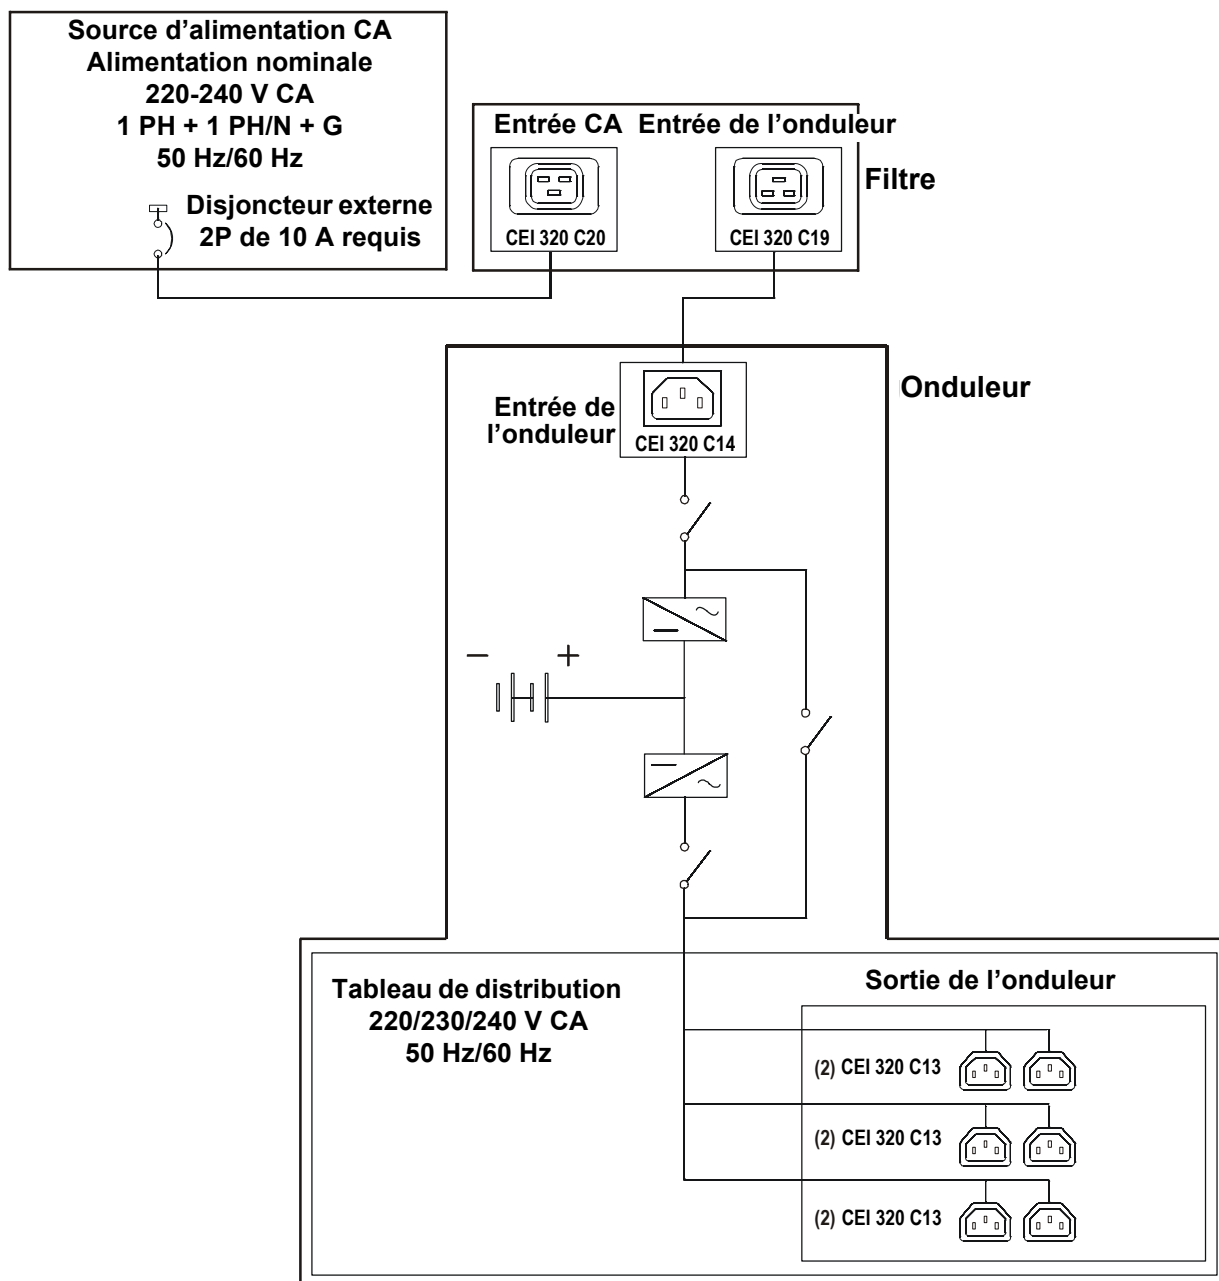 Source d’alimentation CA
Alimentation nominale
220-240 V CA
1 PH + 1 PH/N + G
50 Hz/60 Hz
Disjoncteur externe
2P de 10 A requis
Entrée CA
Entrée de l’onduleur
CEI 320 C20
CEI 320 C19
Filtre
Onduleur
Entrée de
l’onduleur
CEI 320 C14
− +
Tableau de distribution
220/230/240 V CA
50 Hz/60 Hz
Sortie de l’onduleur
(2) CEI 320 C13
(2) CEI 320 C13
(2) CEI 320 C13